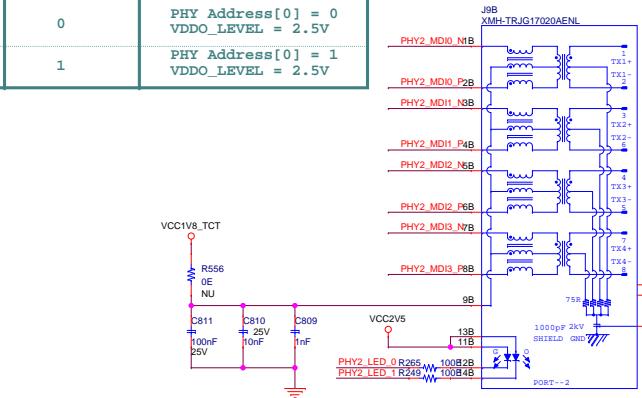 0
PHY Address[0] = 0
VDDO_LEVEL = 2.5V
1
PHY Address[0] = 1
VDDO_LEVEL = 2.5V
J9B
XMH-TRJG17020AENL
PHY2_MDI0_N 1B
1
TX1+
TX1-
PHY2_MDI0_P 2B
2
PHY2_MDI1_N 3B
3
TX2+
TX2-
PHY2_MDI1_P 4B
6
PHY2_MDI2_N 5B
4
TX3+
TX3-
PHY2_MDI2_P 6B
5
PHY2_MDI3_N 7B
7
TX4+
TX4-
PHY2_MDI3_P 8B
8
VCC1V8_TCT
R556
0E
NU
9B
75R
C811
100nF
25V
C810
25V
10nF
C809
1nF
VCC2V5
1000pF 2kV
SHIELD GND
13B
11B
G
O
PHY2_LED_0 R265 100E 12B
PHY2_LED_1 R249 100E 14B
PORT--2